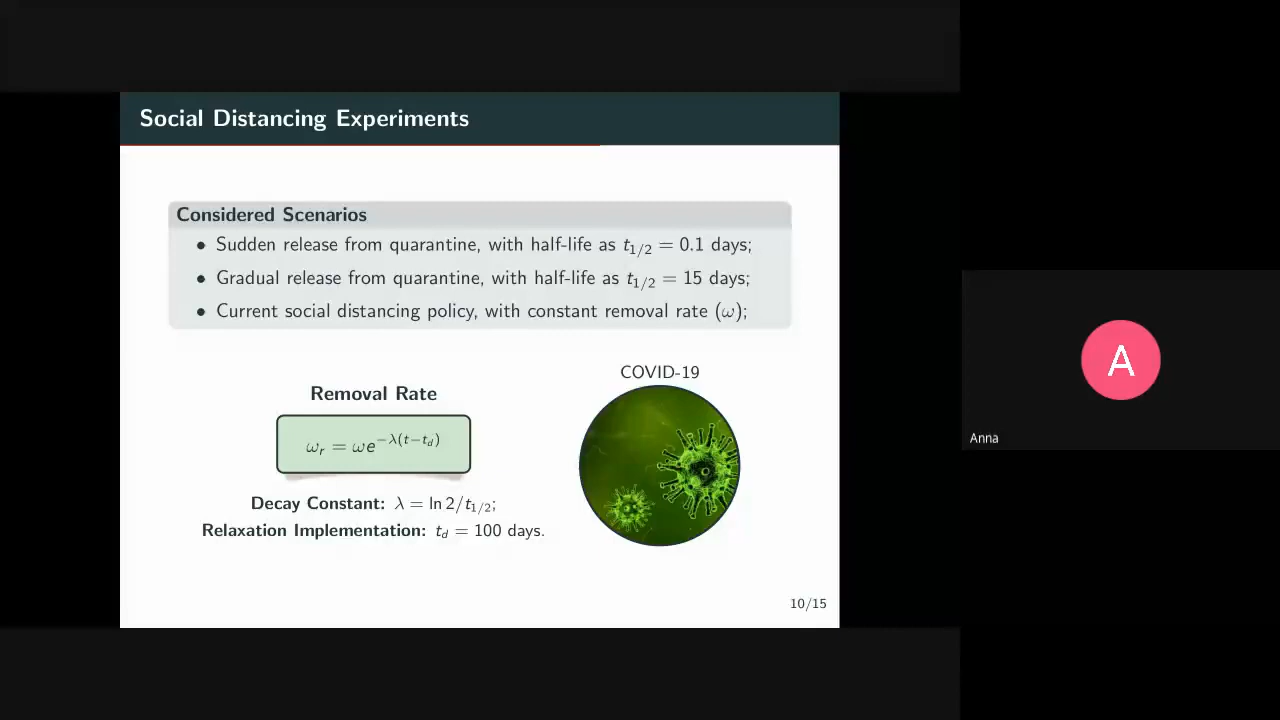 Social Distancing Experiments
Considered Scenarios
• Sudden release from quarantine, with half-life as t₁/₂ = 0.1 days;
• Gradual release from quarantine, with half-life as t₁/₂ = 15 days;
• Current social distancing policy, with constant removal rate (ω);
COVID-19
Removal Rate
ωᵣ = ωe^{−λ(t−t_d)}
Decay Constant: λ = ln 2/t₁/₂;
Relaxation Implementation: t_d = 100 days.
10/15
A
Anna